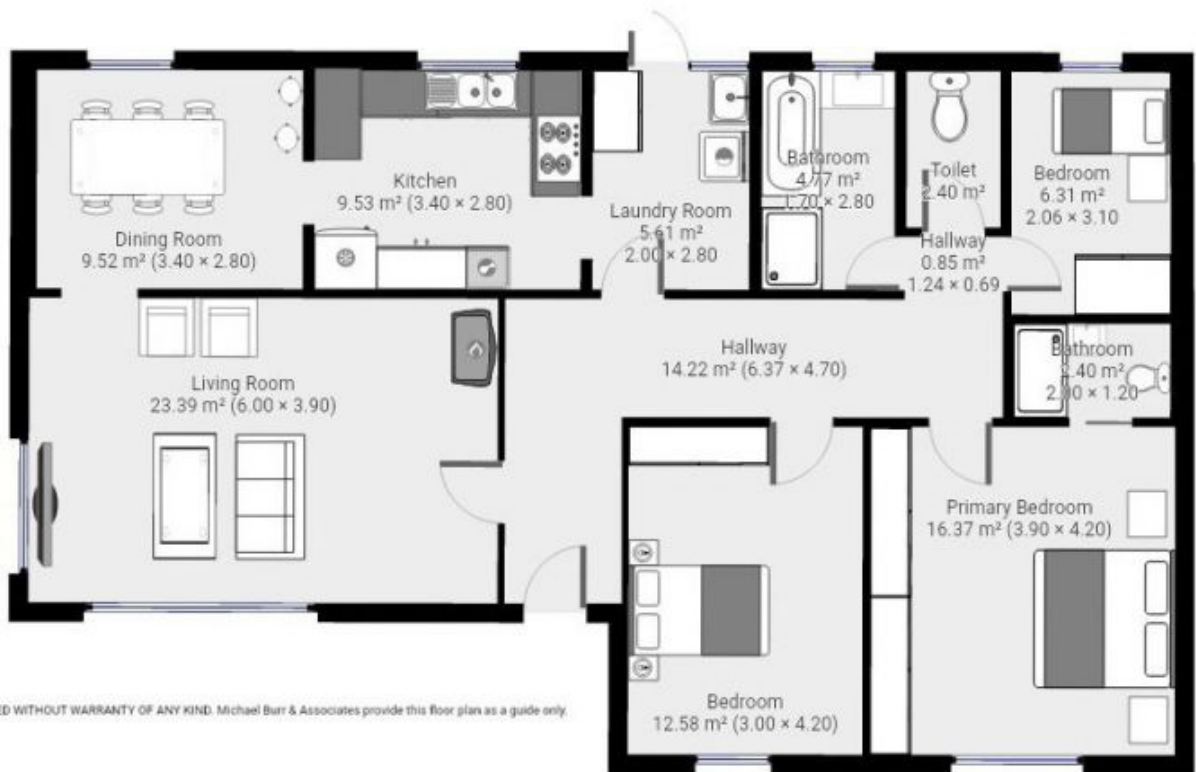 Dining Room
9.52 m² (3.40 × 2.80)
Kitchen
9.53 m² (3.40 × 2.80)
Laundry Room
5.61 m²
2.00 × 2.80
Bathroom
4.77 m²
1.70 × 2.80
Toilet
2.40 m²
Bedroom
6.31 m²
2.06 × 3.10
Hallway
0.85 m²
1.24 × 0.69
Living Room
23.39 m² (6.00 × 3.90)
Hallway
14.22 m² (6.37 × 4.70)
Bathroom
2.40 m²
2.00 × 1.20
Primary Bedroom
16.37 m² (3.90 × 4.20)
Bedroom
12.58 m² (3.00 × 4.20)
ED WITHOUT WARRANTY OF ANY KIND. Michael Burr & Associates provide this floor plan as a guide only.